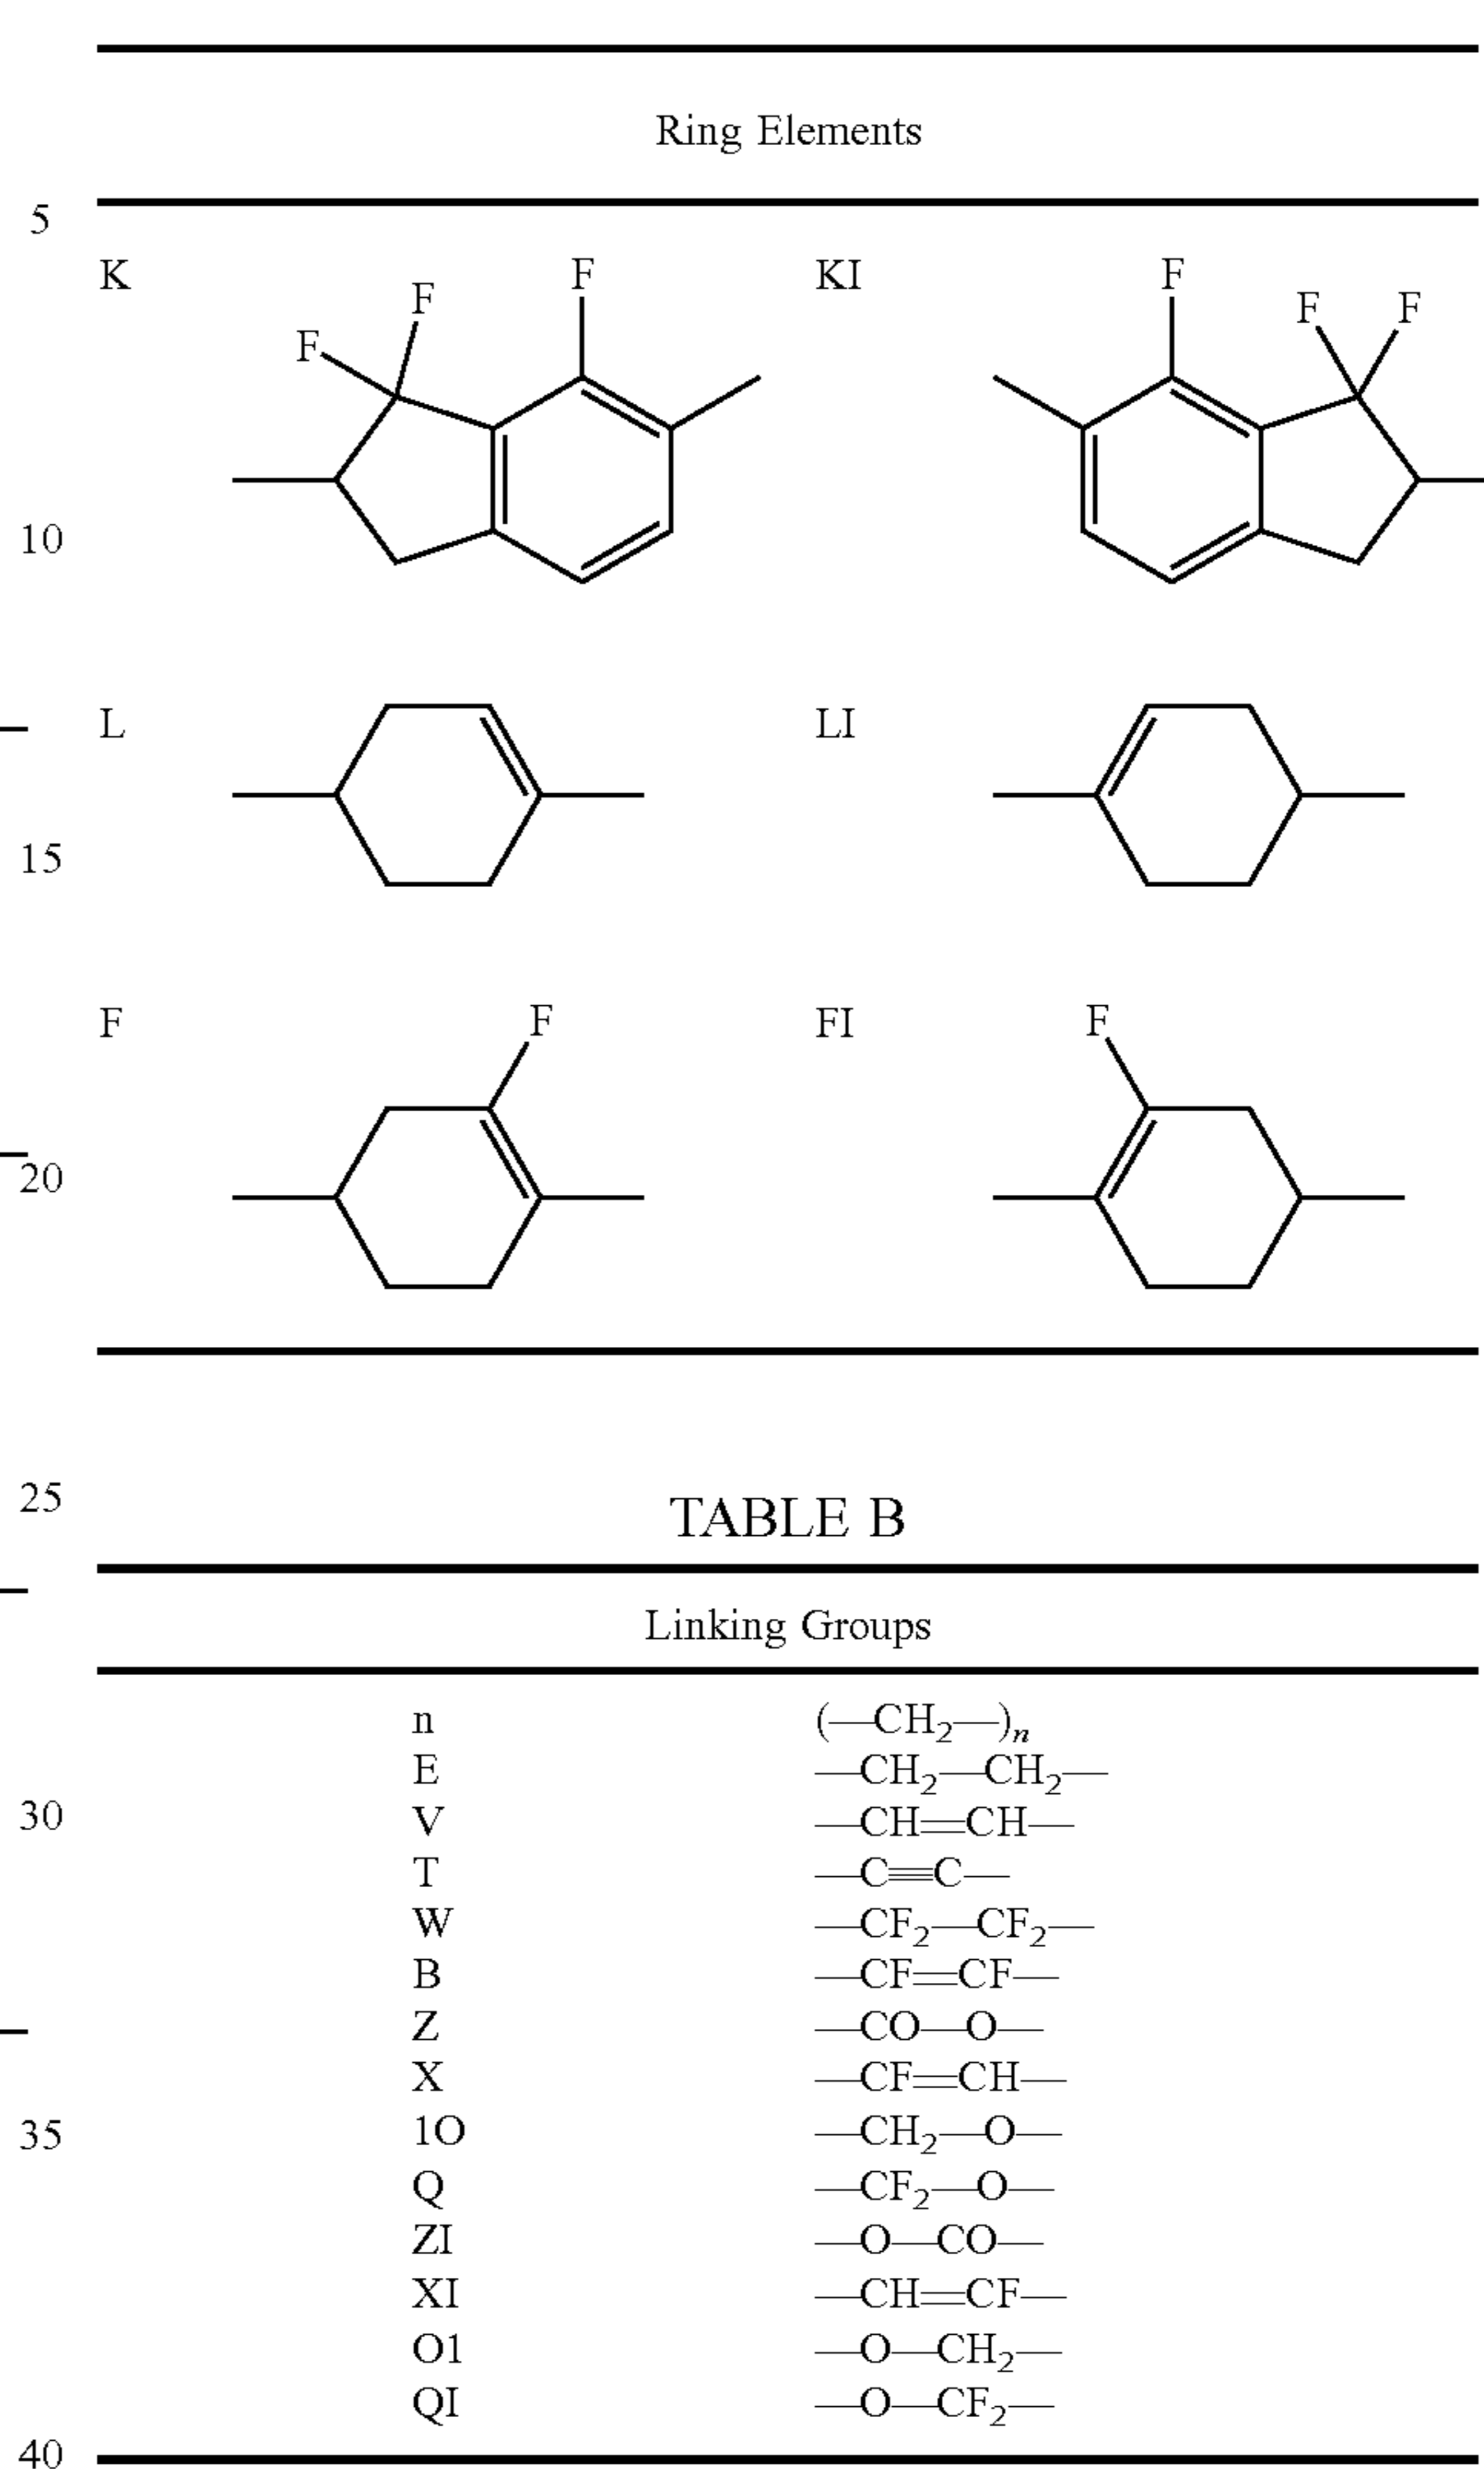 Ring Elements
5
K
F
F
F
KI
F
F
F
10
L
LI
15
F
F
FI
F
20
25
TABLE B
Linking Groups
n (—CH2—)n
E —CH2—CH2—
30
V —CH=CH—
T —C≡C—
W —CF2—CF2—
B —CF=CF—
Z —CO—O—
X —CF=CH—
35
1O —CH2—O—
Q —CF2—O—
ZI —O—CO—
XI —CH=CF—
O1 —O—CH2—
QI —O—CF2—
40